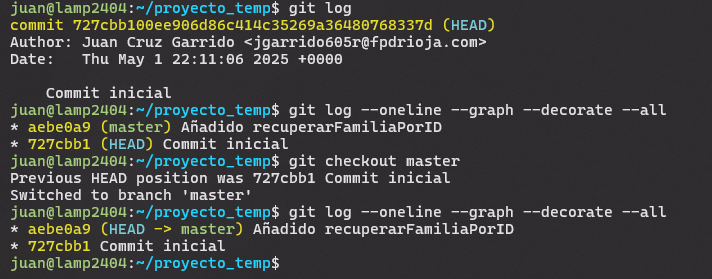 juan@lamp2404:~/proyecto_temp$ git log
commit 727cbb100ee906d86c414c35269a36480768337d (HEAD)
Author: Juan Cruz Garrido <jgarrido605r@fpdrioja.com>
Date:   Thu May 1 22:11:06 2025 +0000
    Commit inicial
juan@lamp2404:~/proyecto_temp$ git log --oneline --graph --decorate --all
* aebe0a9 (master) Añadido recuperarFamiliaPorID
* 727cbb1 (HEAD) Commit inicial
juan@lamp2404:~/proyecto_temp$ git checkout master
Previous HEAD position was 727cbb1 Commit inicial
Switched to branch 'master'
juan@lamp2404:~/proyecto_temp$ git log --oneline --graph --decorate --all
* aebe0a9 (HEAD -> master) Añadido recuperarFamiliaPorID
* 727cbb1 Commit inicial
juan@lamp2404:~/proyecto_temp$